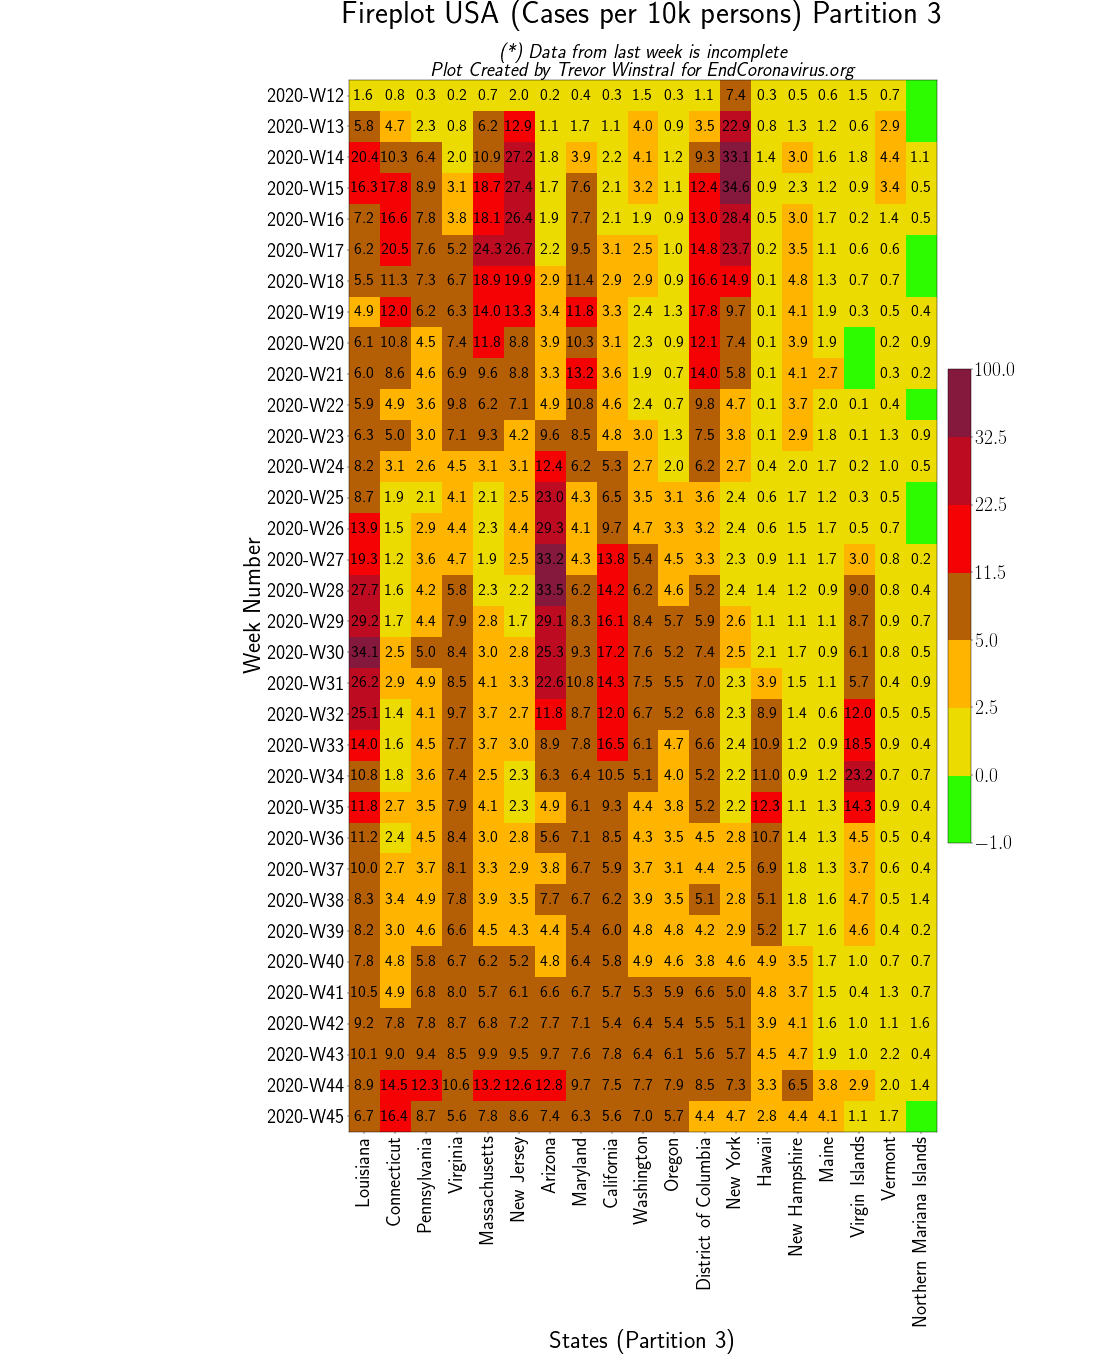 Fireplot USA (Cases per 10k persons) Partition 3
(*) Data from last week is incomplete
Plot Created by Trevor Winstral for EndCoronavirus.org
2020-W12 1.6 0.8 0.3 0.2 0.7 2.0 0.2 0.4 0.3 1.5 0.3 1.1 7.4 0.3 0.5 0.6 1.5 0.7
2020-W13 5.8 4.7 2.3 0.8 6.2 12.9 1.1 1.7 1.1 4.0 0.9 3.5 22.9 0.8 1.3 1.2 0.6 2.9
2020-W14 20.4 10.3 6.4 2.0 10.9 27.2 1.8 3.9 2.2 4.1 1.2 9.3 33.1 1.4 3.0 1.6 1.8 4.4 1.1
2020-W15 16.3 17.8 8.9 3.1 18.7 27.4 1.7 7.6 2.1 3.2 1.1 12.4 34.6 0.9 2.3 1.2 0.9 3.4 0.5
2020-W16 7.2 16.6 7.8 3.8 18.1 26.4 1.9 7.7 2.1 1.9 0.9 13.0 28.4 0.5 3.0 1.7 0.2 1.4 0.5
2020-W17 6.2 20.5 7.6 5.2 24.3 26.7 2.2 9.5 3.1 2.5 1.0 14.8 23.7 0.2 3.5 1.1 0.6 0.6
2020-W18 5.5 11.3 7.3 6.7 18.9 19.9 2.9 11.4 2.9 2.9 0.9 16.6 14.9 0.1 4.8 1.3 0.7 0.7
2020-W19 4.9 12.0 6.2 6.3 14.0 13.3 3.4 11.8 3.3 2.4 1.3 17.8 9.7 0.1 4.1 1.9 0.3 0.5 0.4
2020-W20 6.1 10.8 4.5 7.4 11.8 8.8 3.9 10.3 3.1 2.3 0.9 12.1 7.4 0.1 3.9 1.9 0.2 0.9
2020-W21 6.0 8.6 4.6 6.9 9.6 8.8 3.3 13.2 3.6 1.9 0.7 14.0 5.8 0.1 4.1 2.7 0.3 0.2
2020-W22 5.9 4.9 3.6 9.8 6.2 7.1 4.9 10.8 4.6 2.4 0.7 9.8 4.7 0.1 3.7 2.0 0.1 0.4
2020-W23 6.3 5.0 3.0 7.1 9.3 4.2 9.6 8.5 4.8 3.0 1.3 7.5 3.8 0.1 2.9 1.8 0.1 1.3 0.9
2020-W24 8.2 3.1 2.6 4.5 3.1 3.1 12.4 6.2 5.3 2.7 2.0 6.2 2.7 0.4 2.0 1.7 0.2 1.0 0.5
2020-W25 8.7 1.9 2.1 4.1 2.1 2.5 23.0 4.3 6.5 3.5 3.1 3.6 2.4 0.6 1.7 1.2 0.3 0.5
2020-W26 13.9 1.5 2.9 4.4 2.3 4.4 29.3 4.1 9.7 4.7 3.3 3.2 2.4 0.6 1.5 1.7 0.5 0.7
2020-W27 19.3 1.2 3.6 4.7 1.9 2.5 33.2 4.3 13.8 5.4 4.5 3.3 2.3 0.9 1.1 1.7 3.0 0.8 0.2
2020-W28 27.7 1.6 4.2 5.8 2.3 2.2 33.5 6.2 14.2 6.2 4.6 5.2 2.4 1.4 1.2 0.9 9.0 0.8 0.4
2020-W29 29.2 1.7 4.4 7.9 2.8 1.7 29.1 8.3 16.1 8.4 5.7 5.9 2.6 1.1 1.1 1.1 8.7 0.9 0.7
2020-W30 34.1 2.5 5.0 8.4 3.0 2.8 25.3 9.3 17.2 7.6 5.2 7.4 2.5 2.1 1.7 0.9 6.1 0.8 0.5
2020-W31 26.2 2.9 4.9 8.5 4.1 3.3 22.6 10.8 14.3 7.5 5.5 7.0 2.3 3.9 1.5 1.1 5.7 0.4 0.9
2020-W32 25.1 1.4 4.1 9.7 3.7 2.7 11.8 8.7 12.0 6.7 5.2 6.8 2.3 8.9 1.4 0.6 12.0 0.5 0.5
2020-W33 14.0 1.6 4.5 7.7 3.7 3.0 8.9 7.8 16.5 6.1 4.7 6.6 2.4 10.9 1.2 0.9 18.5 0.9 0.4
2020-W34 10.8 1.8 3.6 7.4 2.5 2.3 6.3 6.4 10.5 5.1 4.0 5.2 2.2 11.0 0.9 1.2 23.2 0.7 0.7
2020-W35 11.8 2.7 3.5 7.9 4.1 2.3 4.9 6.1 9.3 4.4 3.8 5.2 2.2 12.3 1.1 1.3 14.3 0.9 0.4
2020-W36 11.2 2.4 4.5 8.4 3.0 2.8 5.6 7.1 8.5 4.3 3.5 4.5 2.8 10.7 1.4 1.3 4.5 0.5 0.4
2020-W37 10.0 2.7 3.7 8.1 3.3 2.9 3.8 6.7 5.9 3.7 3.1 4.4 2.5 6.9 1.8 1.3 3.7 0.6 0.4
2020-W38 8.3 3.4 4.9 7.8 3.9 3.5 7.7 6.7 6.2 3.9 3.5 5.1 2.8 5.1 1.8 1.6 4.7 0.5 1.4
2020-W39 8.2 3.0 4.6 6.6 4.5 4.3 4.4 5.4 6.0 4.8 4.8 4.2 2.9 5.2 1.7 1.6 4.6 0.4 0.2
2020-W40 7.8 4.8 5.8 6.7 6.2 5.2 4.8 6.4 5.8 4.9 4.6 3.8 4.6 4.9 3.5 1.7 1.0 0.7 0.7
2020-W41 10.5 4.9 6.8 8.0 5.7 6.1 6.6 6.7 5.7 5.3 5.9 6.6 5.0 4.8 3.7 1.5 0.4 1.3 0.7
2020-W42 9.2 7.8 7.8 8.7 6.8 7.2 7.7 7.1 5.4 6.4 5.4 5.5 5.1 3.9 4.1 1.6 1.0 1.1 1.6
2020-W43 10.1 9.0 9.4 8.5 9.9 9.5 9.7 7.6 7.8 6.4 6.1 5.6 5.7 4.5 4.7 1.9 1.0 2.2 0.4
2020-W44 8.9 14.5 12.3 10.6 13.2 12.6 12.8 9.7 7.5 7.7 7.9 8.5 7.3 3.3 6.5 3.8 2.9 2.0 1.4
2020-W45 6.7 16.4 8.7 5.6 7.8 8.6 7.4 6.3 5.6 7.0 5.7 4.4 4.7 2.8 4.4 4.1 1.1 1.7
Week Number
Louisiana
Connecticut
Pennsylvania
Virginia
Massachusetts
New Jersey
Arizona
Maryland
California
Washington
Oregon
District of Columbia
New York
Hawaii
New Hampshire
Maine
Virgin Islands
Vermont
Northern Mariana Islands
States (Partition 3)
100.0
32.5
22.5
11.5
5.0
2.5
0.0
−1.0